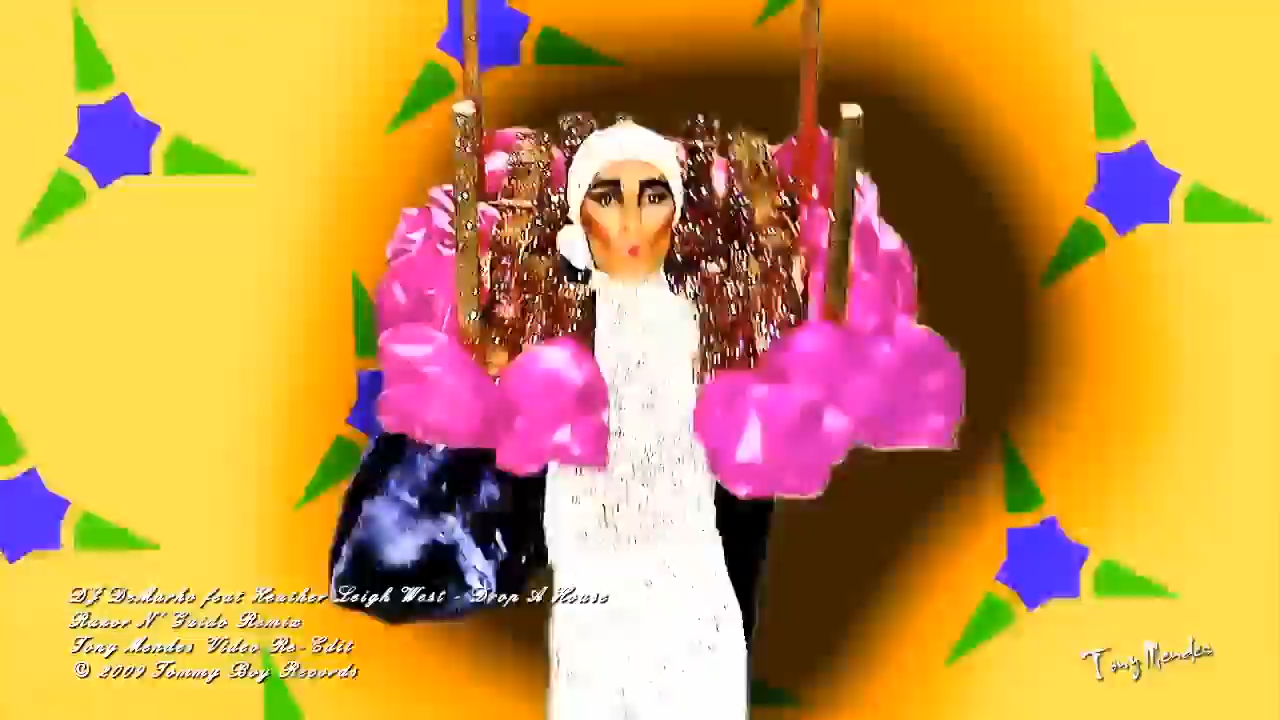 DJ DeMarko feat Heather Leigh West - Drop A House
Razor N' Guido Remix
Tony Mendes Video Re-Edit
© 2009 Tommy Boy Records
Tony Mendes